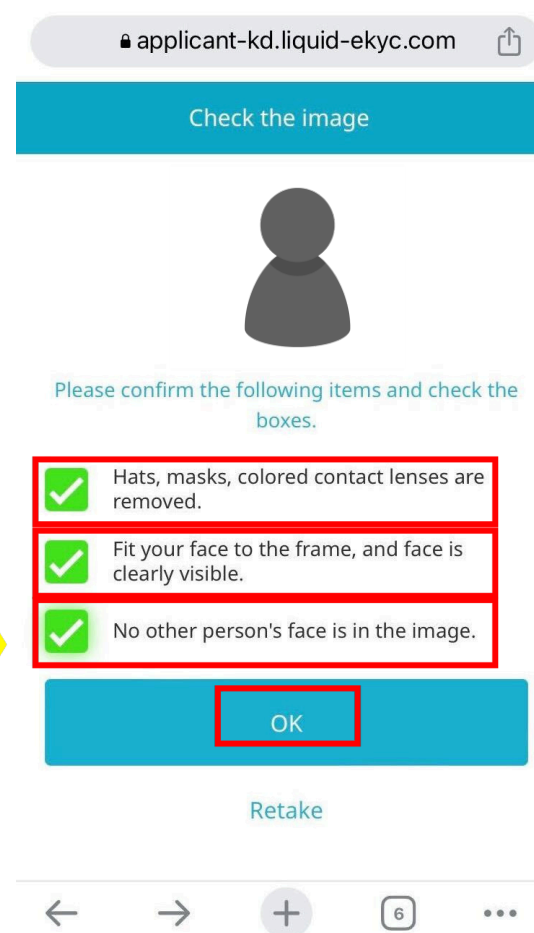 applicant-kd.liquid-ekyc.com
Check the image
Please confirm the following items and check the
boxes.
Hats, masks, colored contact lenses are
removed.
Fit your face to the frame, and face is
clearly visible.
No other person's face is in the image.
OK
Retake
6